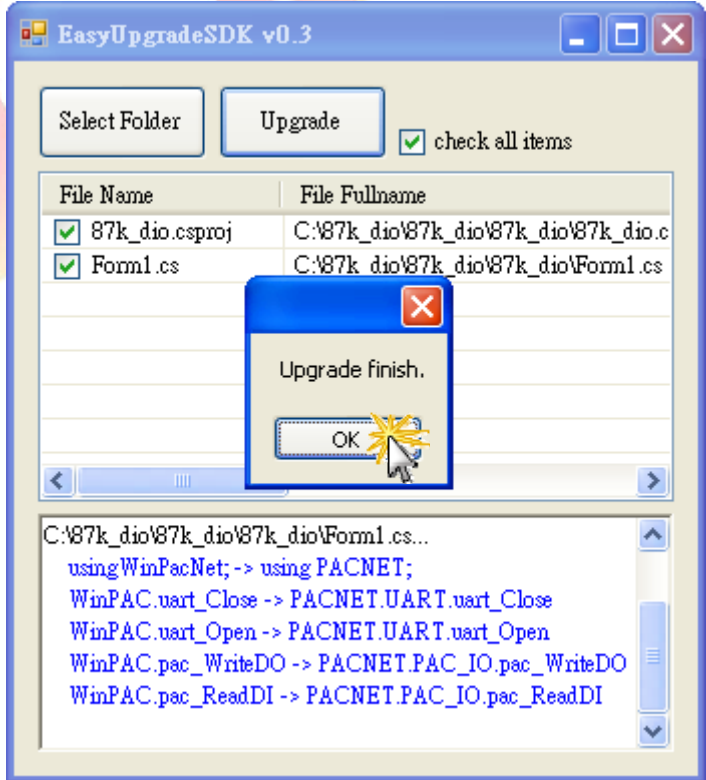 EasyUpgradeSDK v0.3
Select Folder
Upgrade
check all items
File Name File Fullname
87k_dio.csproj C:\87k_dio\87k_dio\87k_dio\87k_dio.c
Form1.cs C:\87k_dio\87k_dio\87k_dio\Form1.cs
Upgrade finish.
OK
C:\87k_dio\87k_dio\87k_dio\Form1.cs...
usingWinPacNet; -> using PACNET;
WinPAC.uart_Close -> PACNET.UART.uart_Close
WinPAC.uart_Open -> PACNET.UART.uart_Open
WinPAC.pac_WriteDO -> PACNET.PAC_IO.pac_WriteDO
WinPAC.pac_ReadDI -> PACNET.PAC_IO.pac_ReadDI